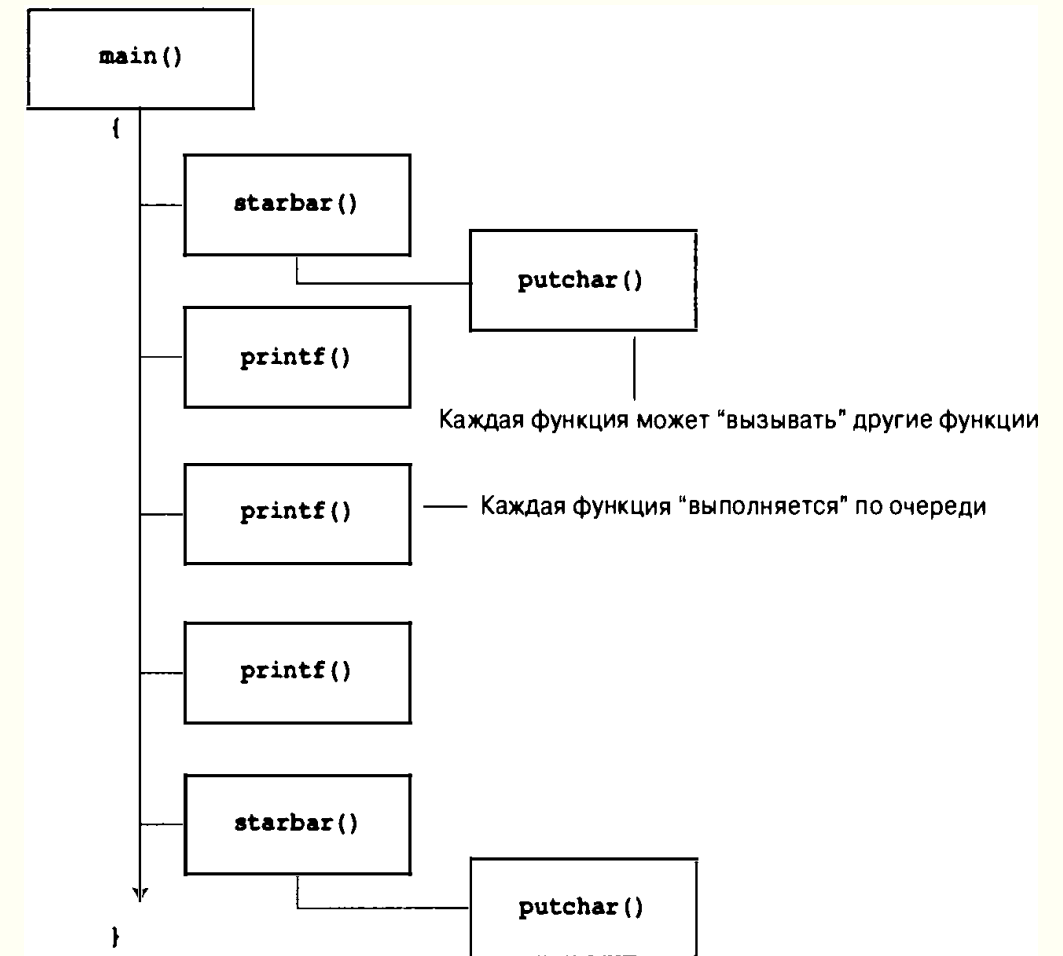 main()
{
starbar()
putchar()
printf()
Каждая функция может "вызывать" другие функции
printf()
Каждая функция "выполняется" по очереди
printf()
starbar()
putchar()
}